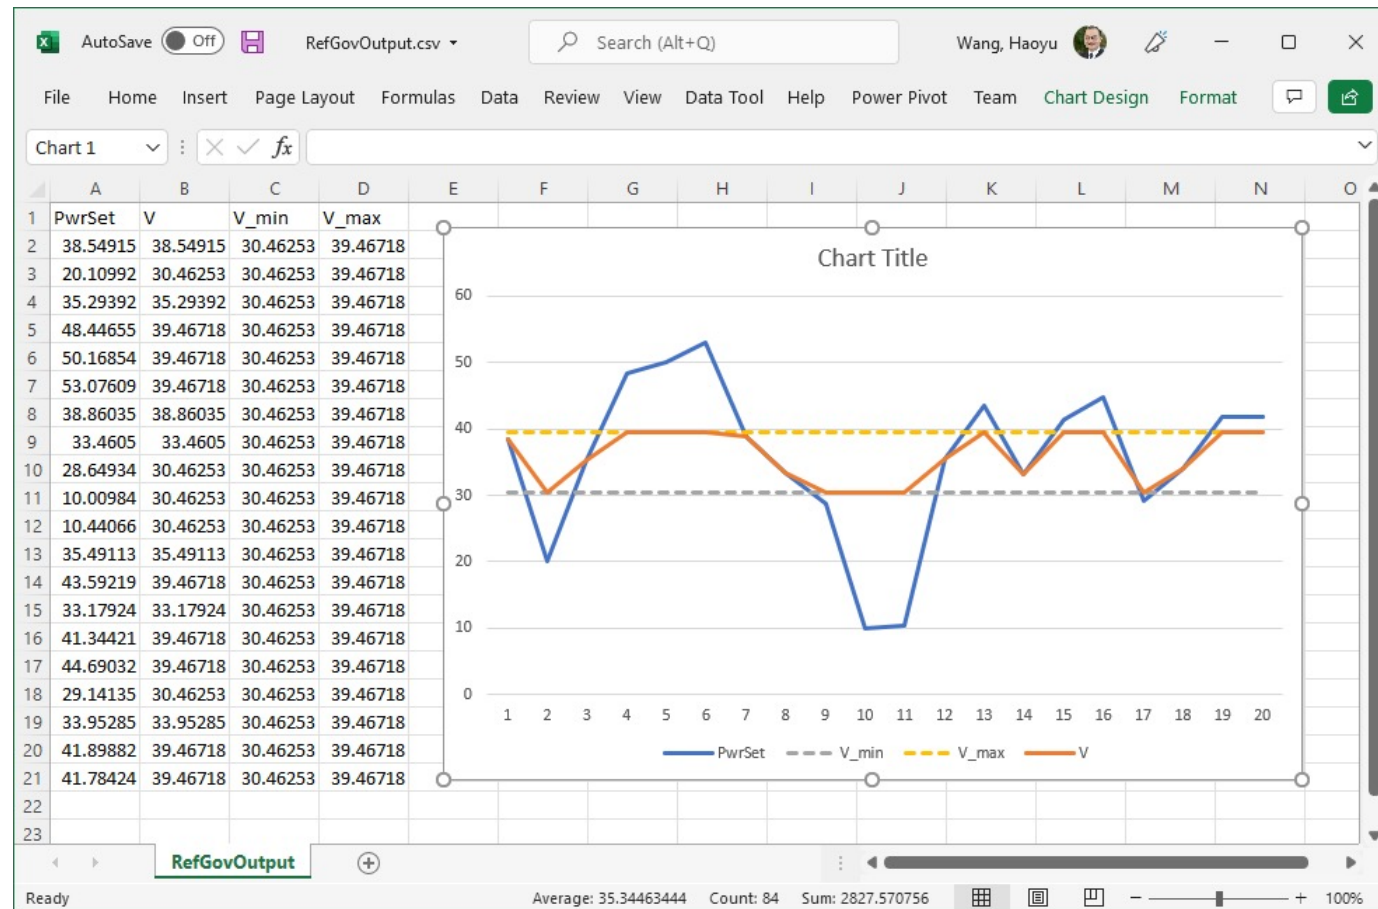 AutoSave Off RefGovOutput.csv Search (Alt+Q) Wang, Haoyu
File Home Insert Page Layout Formulas Data Review View Data Tool Help Power Pivot Team Chart Design Format
Chart 1 fx
A B C D E F G H I J K L M N O
1 PwrSet V V_min V_max
2 38.54915 38.54915 30.46253 39.46718
3 20.10992 30.46253 30.46253 39.46718
4 35.29392 35.29392 30.46253 39.46718
5 48.44655 39.46718 30.46253 39.46718
6 50.16854 39.46718 30.46253 39.46718
7 53.07609 39.46718 30.46253 39.46718
8 38.86035 38.86035 30.46253 39.46718
9 33.4605 33.4605 30.46253 39.46718
10 28.64934 30.46253 30.46253 39.46718
11 10.00984 30.46253 30.46253 39.46718
12 10.44066 30.46253 30.46253 39.46718
13 35.49113 35.49113 30.46253 39.46718
14 43.59219 39.46718 30.46253 39.46718
15 33.17924 33.17924 30.46253 39.46718
16 41.34421 39.46718 30.46253 39.46718
17 44.69032 39.46718 30.46253 39.46718
18 29.14135 30.46253 30.46253 39.46718
19 33.95285 33.95285 30.46253 39.46718
20 41.89882 39.46718 30.46253 39.46718
21 41.78424 39.46718 30.46253 39.46718
22
23
Chart Title
60
50
40
30
20
10
0
1 2 3 4 5 6 7 8 9 10 11 12 13 14 15 16 17 18 19 20
PwrSet V_min V_max V
RefGovOutput
Ready Average: 35.34463444 Count: 84 Sum: 2827.570756 100%